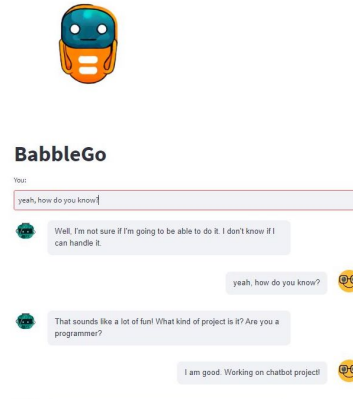 BabbleGo
You:
yeah, how do you know?
Well, I'm not sure if I'm going to be able to do it. I don't know if I
can handle it.
yeah, how do you know?
That sounds like a lot of fun! What kind of project is it? Are you a
programmer?
I am good. Working on chatbot project!